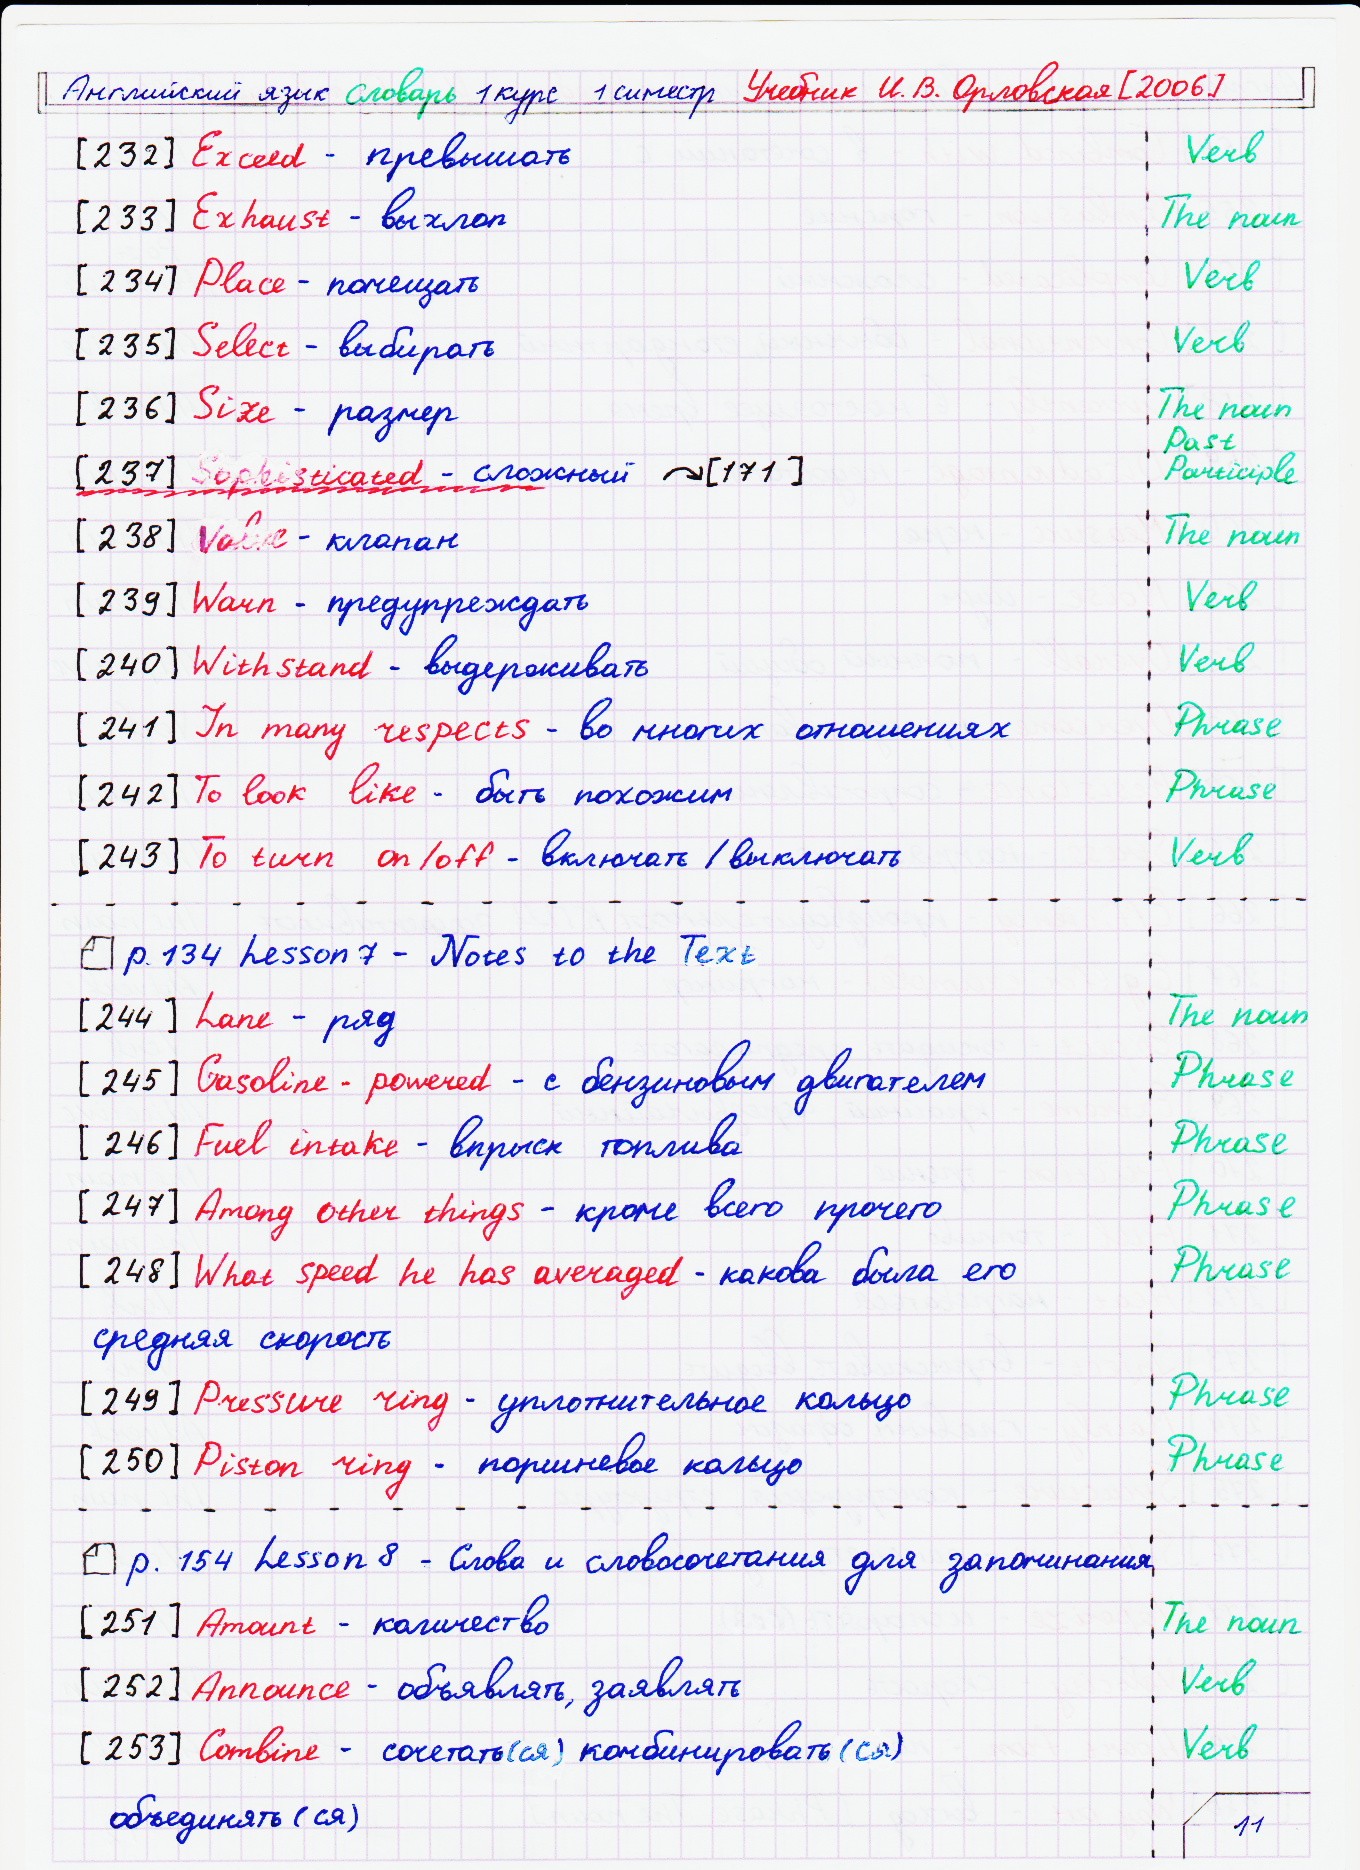 Английский язык словарь 1 курс 1 симестр Учебник И. В. Орловская [2006]
[232] Exceed - превышать Verb
[233] Exhaust - выхлоп The noun
[234] Place - помещать Verb
[235] Select - выбирать Verb
[236] Size - размер The noun
[237] Sophisticated - сложный [171] Past Participle
[238] Valve - клапан The noun
[239] Warn - предупреждать Verb
[240] Withstand - выдерживать Verb
[241] In many respects - во многих отношениях Phrase
[242] To look like - быть похожим Phrase
[243] To turn on/off - включать / выключать Verb
p. 134 Lesson 7 - Notes to the Text
[244] Lane - ряд The noun
[245] Gasoline - powered - с бензиновым двигателем Phrase
[246] Fuel intake - впрыск топлива Phrase
[247] Among other things - кроме всего прочего Phrase
[248] What speed he has averaged - какова была его Phrase
средняя скорость
[249] Pressure ring - уплотнительное кольцо Phrase
[250] Piston ring - поршневое кольцо Phrase
p. 154 Lesson 8 - Слова и словосочетания для запоминания
[251] Amount - количество The noun
[252] Announce - объявлять, заявлять Verb
[253] Combine - сочетать(ся) комбинировать(ся) Verb
объединять(ся)
11